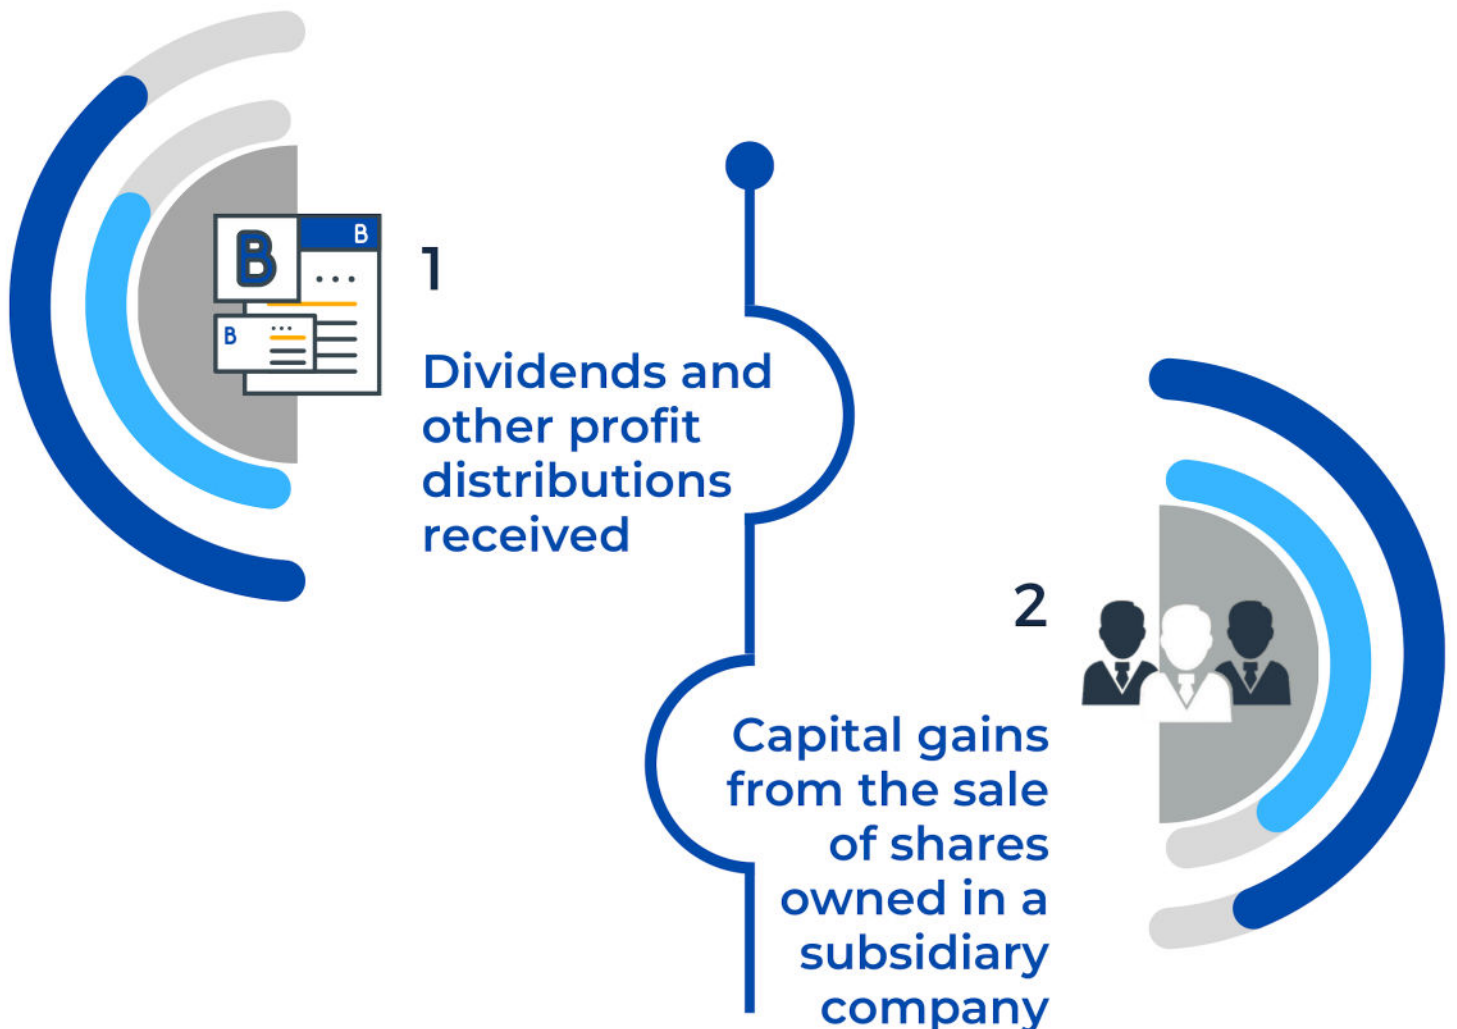 B
B
B
1
Dividends and
other profit
distributions
received
2
Capital gains
from the sale
of shares
owned in a
subsidiary
company